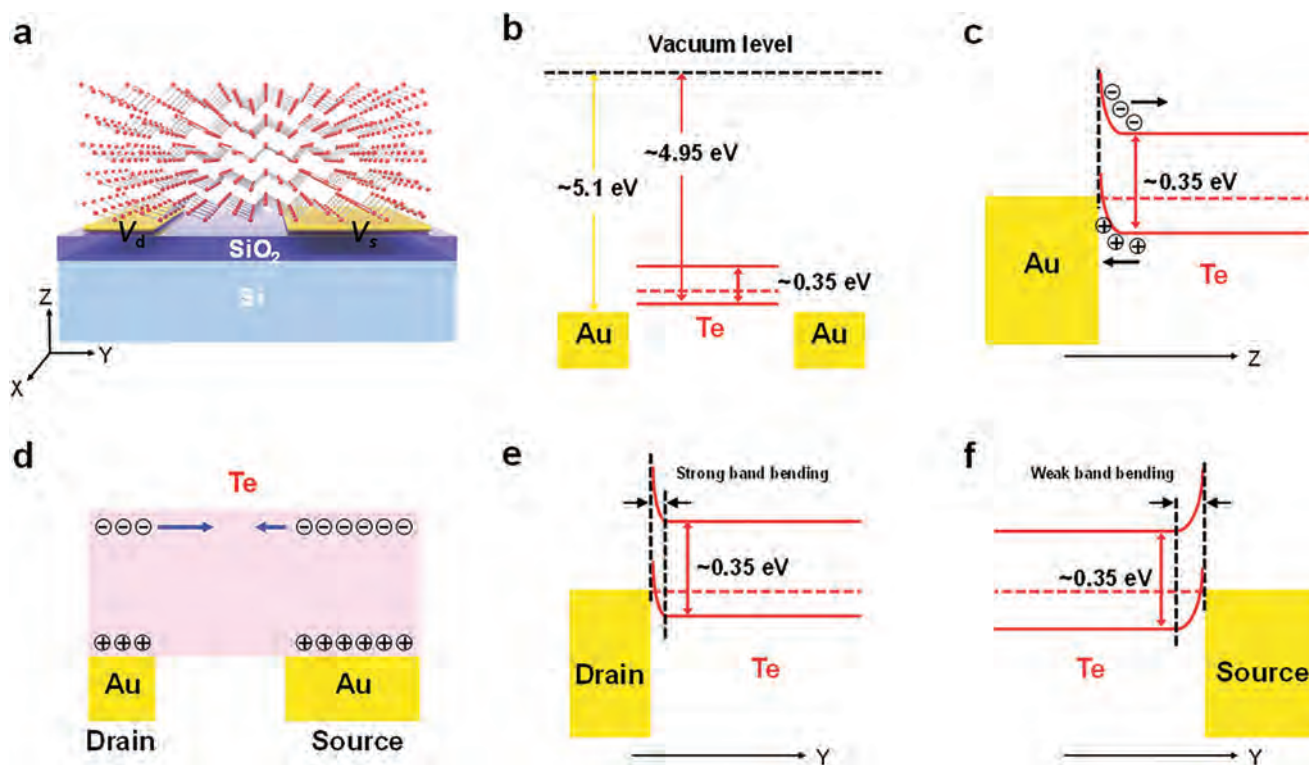 a
V_d
V_s
SiO₂
Si
Z
Y
X
b
Vacuum level
~5.1 eV
~4.95 eV
~0.35 eV
Te
Au
Au
c
⊖
⊖
⊖
~0.35 eV
⊕
⊕
⊕
Au
Te
Z
d
Te
⊖⊖⊖ ⊖⊖⊖⊖⊖⊖
⊕⊕⊕ ⊕⊕⊕⊕⊕⊕
Au Au
Drain Source
e
Strong band bending
~0.35 eV
Drain
Te
Y
f
Weak band bending
~0.35 eV
Te
Source
Y